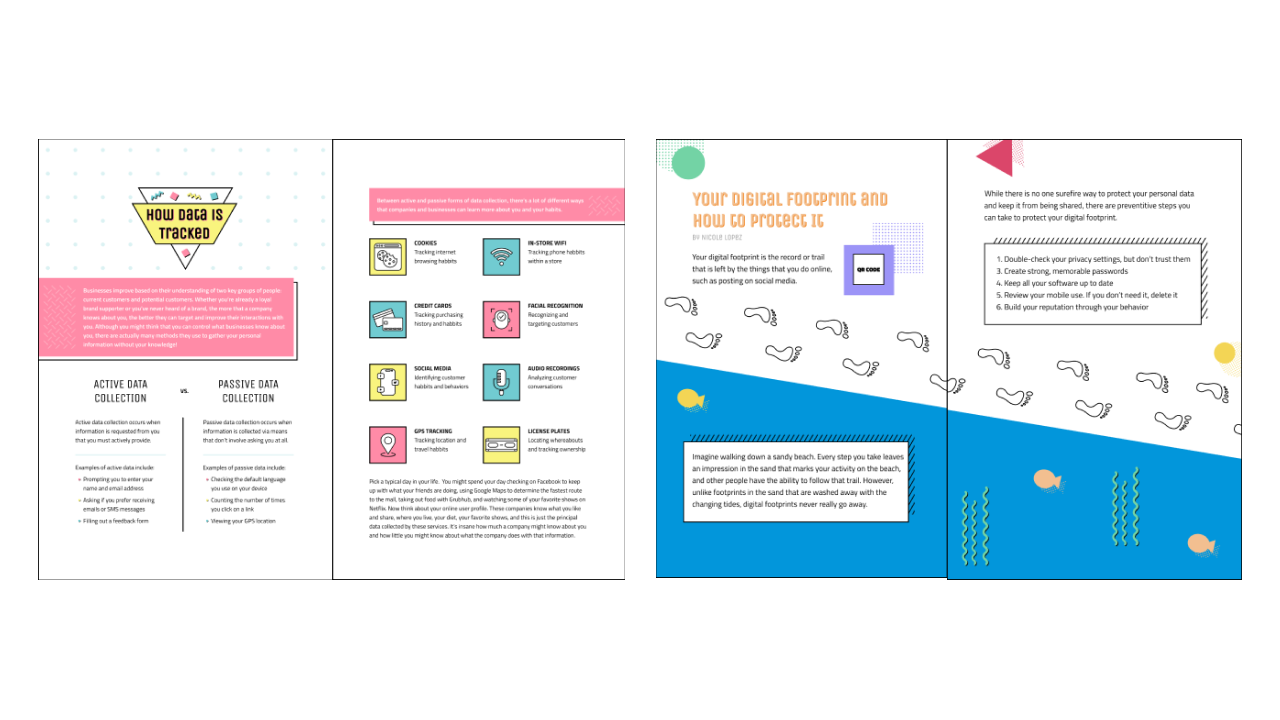 HOW DATA IS
TRACKED
Businesses improve based on their understanding of two key groups of people:
current customers and potential customers. Whether you're already a loyal
brand supporter or you've never heard of a brand, the more that a company
knows about you, the better they can target and improve their interactions with
you. Although you might think that you can control what businesses know about
you, there are actually many methods they use to gather your personal
information without your knowledge!
ACTIVE DATA
COLLECTION
vs.
PASSIVE DATA
COLLECTION
Active data collection occurs when
information is requested from you
that you must actively provide.
Examples of active data include:
Prompting you to enter your
name and email address
Asking if you prefer receiving
emails or SMS messages
Filling out a feedback form
Passive data collection occurs when
information is collected via means
that don't involve asking you at all.
Examples of passive data include:
Checking the default language
you use on your device
Counting the number of times
you click on a link
Viewing your GPS location
Between active and passive forms of data collection, there's a lot of different ways
that companies and businesses can learn more about you and your habits.
COOKIES
Tracking internet
browsing habbits
IN-STORE WIFI
Tracking phone habbits
within a store
CREDIT CARDS
Tracking purchasing
history and habbits
FACIAL RECOGNITION
Recognizing and
targeting customers
SOCIAL MEDIA
Identifying customer
habbits and behaviors
AUDIO RECORDINGS
Analyzing customer
conversations
GPS TRACKING
Tracking location and
travel habbits
LICENSE PLATES
Locating whereabouts
and tracking ownership
Pick a typical day in your life. You might spend your day checking on Facebook to keep
up with what your friends are doing, using Google Maps to determine the fastest route
to the mall, taking out food with Grubhub, and watching some of your favorite shows on
Netflix. Now think about your online user profile. These companies know what you like
and share, where you live, your diet, your favorite shows, and this is just the principal
data collected by these services. It's insane how much a company might know about you
and how little you might know about what the company does with that information.
YOUR DIGITAL FOOTPRINT AND
HOW TO PROTECT IT
BY NICOLE LOPEZ
Your digital footprint is the record or trail
that is left by the things that you do online,
such as posting on social media.
QR CODE
Imagine walking down a sandy beach. Every step you take leaves
an impression in the sand that marks your activity on the beach,
and other people have the ability to follow that trail. However,
unlike footprints in the sand that are washed away with the
changing tides, digital footprints never really go away.
While there is no one surefire way to protect your personal data
and keep it from being shared, there are preventitive steps you
can take to protect your digital footprint.
1. Double-check your privacy settings, but don't trust them
3. Create strong, memorable passwords
4. Keep all your software up to date
5. Review your mobile use. If you don't need it, delete it
6. Build your reputation through your behavior